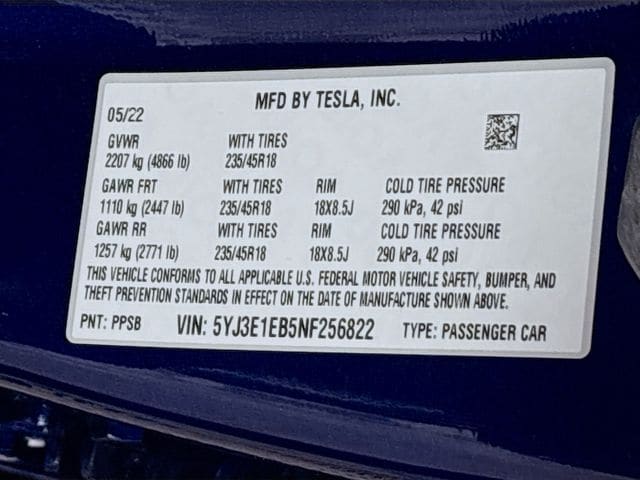 MFD BY TESLA, INC.
05/22
GVWR WITH TIRES
2207 kg (4866 lb) 235/45R18
GAWR FRT WITH TIRES RIM COLD TIRE PRESSURE
1110 kg (2447 lb) 235/45R18 18X8.5J 290 kPa, 42 psi
GAWR RR WITH TIRES RIM COLD TIRE PRESSURE
1257 kg (2771 lb) 235/45R18 18X8.5J 290 kPa, 42 psi
THIS VEHICLE CONFORMS TO ALL APPLICABLE U.S. FEDERAL MOTOR VEHICLE SAFETY, BUMPER, AND
THEFT PREVENTION STANDARDS IN EFFECT ON THE DATE OF MANUFACTURE SHOWN ABOVE.
PNT: PPSB VIN: 5YJ3E1EB5NF256822 TYPE: PASSENGER CAR